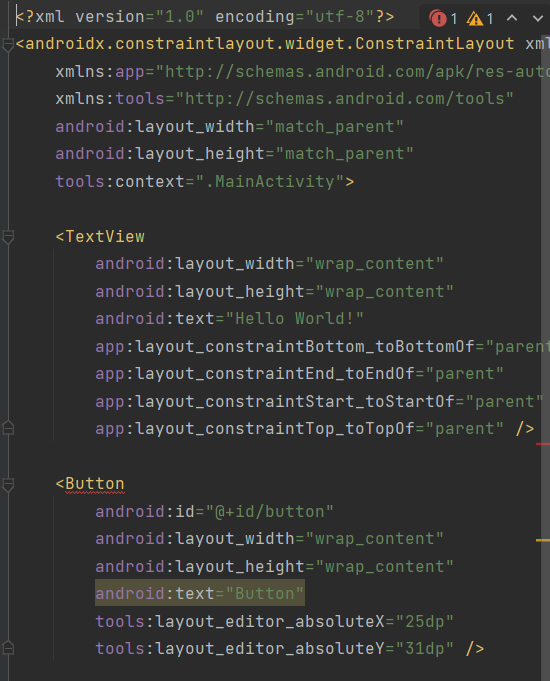 <?xml version="1.0" encoding="utf-8"?> 1 1
<androidx.constraintlayout.widget.ConstraintLayout xml
xmlns:app="http://schemas.android.com/apk/res-auto
xmlns:tools="http://schemas.android.com/tools"
android:layout_width="match_parent"
android:layout_height="match_parent"
tools:context=".MainActivity">
<TextView
android:layout_width="wrap_content"
android:layout_height="wrap_content"
android:text="Hello World!"
app:layout_constraintBottom_toBottomOf="parent
app:layout_constraintEnd_toEndOf="parent"
app:layout_constraintStart_toStartOf="parent"
app:layout_constraintTop_toTopOf="parent" />
<Button
android:id="@+id/button"
android:layout_width="wrap_content"
android:layout_height="wrap_content"
android:text="Button"
tools:layout_editor_absoluteX="25dp"
tools:layout_editor_absoluteY="31dp" />